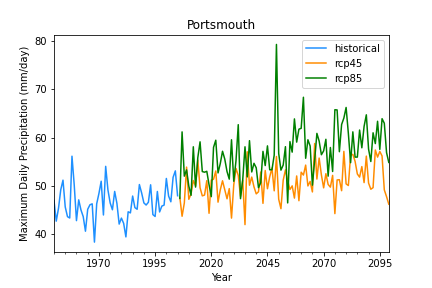 Portsmouth
Maximum Daily Precipitation (mm/day)
80
70
60
50
40
historical
rcp45
rcp85
1970
1995
2020
2045
2070
2095
Year